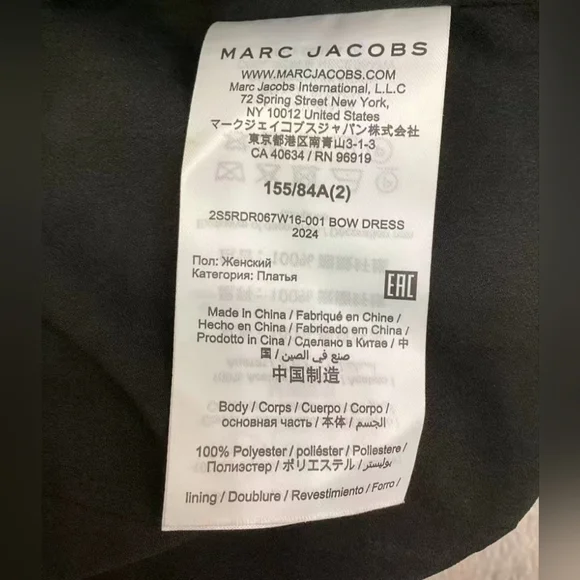 MARC JACOBS
WWW.MARCJACOBS.COM
Marc Jacobs International, L.L.C
72 Spring Street New York,
NY 10012 United States
マークジェイコブスジャパン株式会社
東京都港区南青山3-1-3
CA 40634 / RN 96919
155/84A(2)
2S5RDR067W16-001 BOW DRESS
2024
Пол: Женский
Категория: Платья
EAC
Made in China / Fabriqué en Chine /
Hecho en China / Fabricado em China /
Prodotto in Cina / Сделано в Китае / 中
国 / صنع في الصين /
中国制造
Body / Corps / Cuerpo / Corpo /
основная часть / 本体 / الجسم /
100% Polyester / poliéster / Poliestere /
Полиэстер / ポリエステル / بوليستر /
lining / Doublure / Revestimiento / Forro /